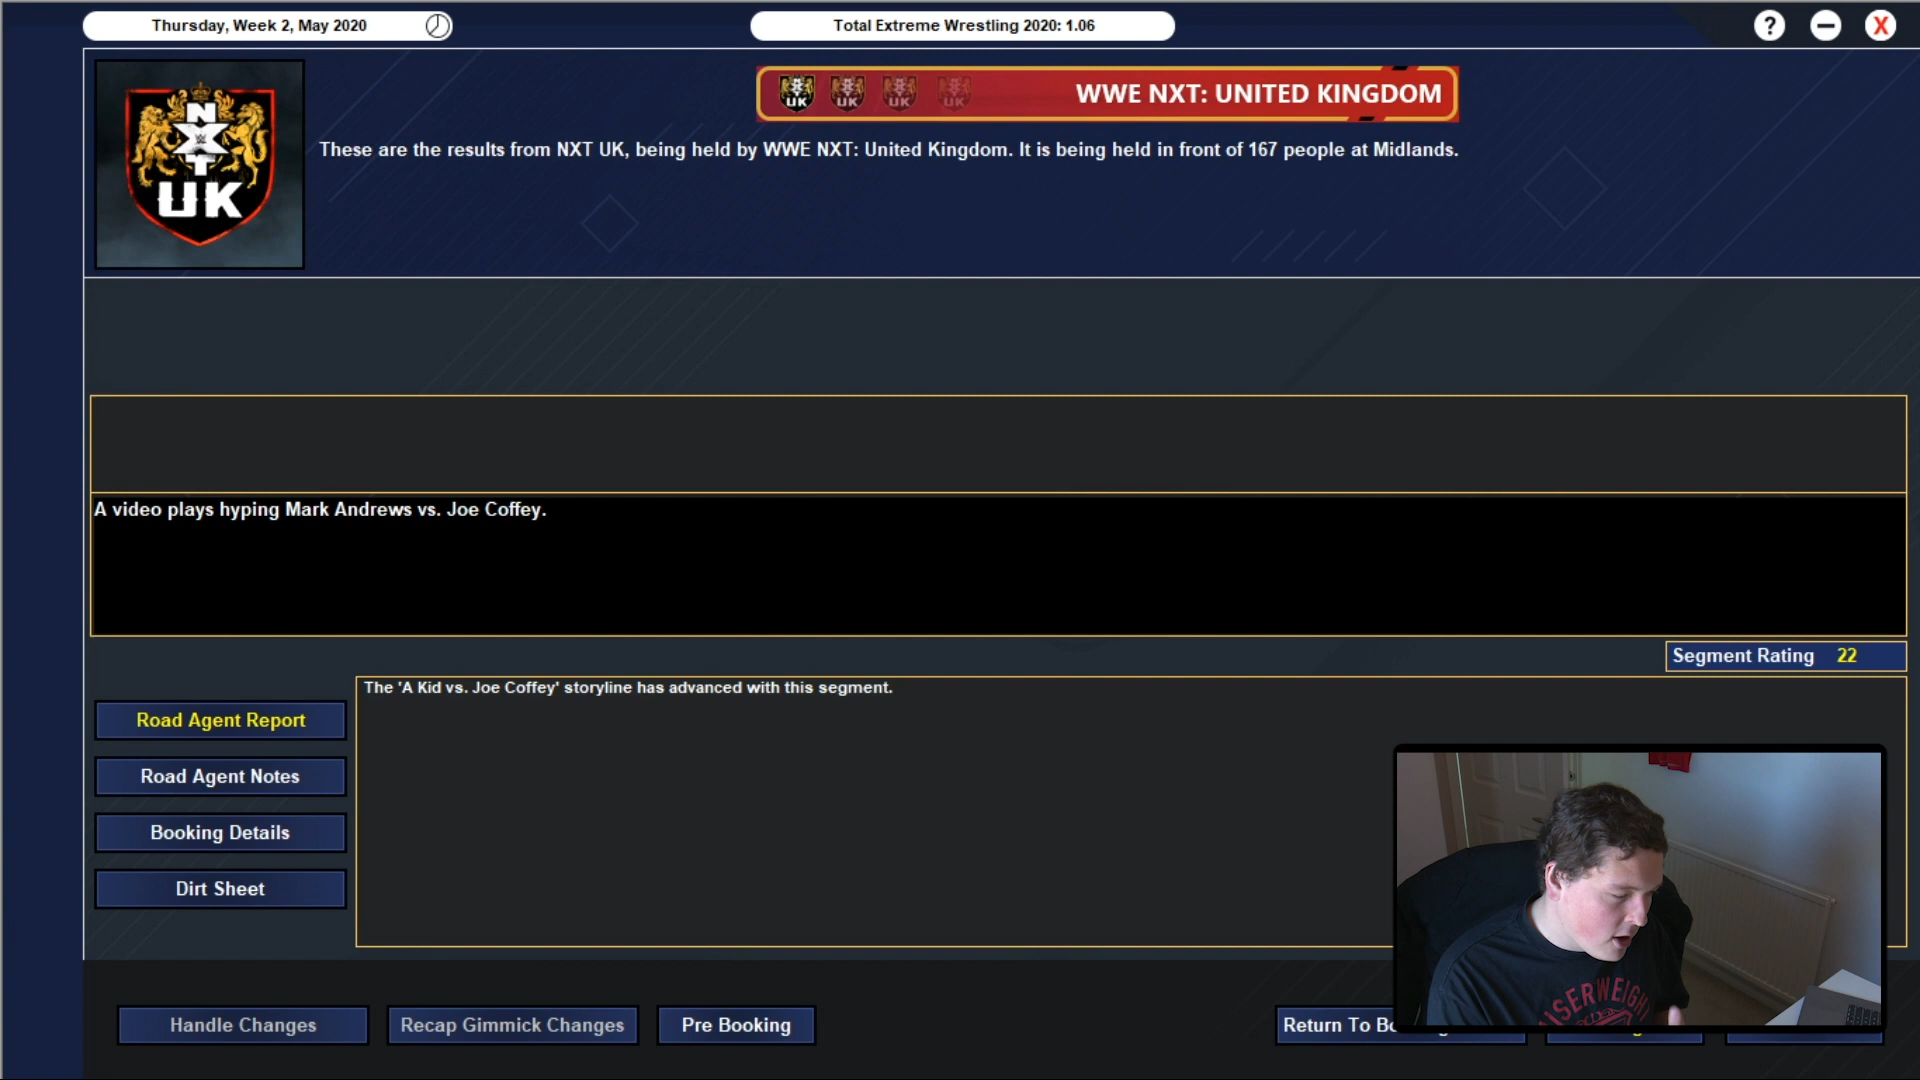 Thursday, Week 2, May 2020
Total Extreme Wrestling 2020: 1.06
?
X
NXT
UK
UK
UK
UK
UK
WWE NXT: UNITED KINGDOM
These are the results from NXT UK, being held by WWE NXT: United Kingdom. It is being held in front of 167 people at Midlands.
A video plays hyping Mark Andrews vs. Joe Coffey.
Segment Rating 22
The 'A Kid vs. Joe Coffey' storyline has advanced with this segment.
Road Agent Report
Road Agent Notes
Booking Details
Dirt Sheet
Handle Changes
Recap Gimmick Changes
Pre Booking
Return To